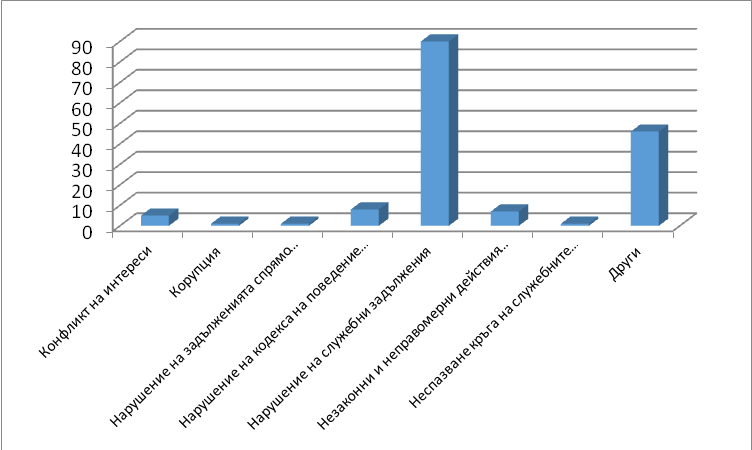 90
80
70
60
50
40
30
20
10
0
Конфликт на интереси
Корупция
Нарушение на задълженията спрямо...
Нарушение на кодекса на поведение...
Нарушение на служебни задължения
Незаконни и неправомерни действия...
Неспазване кръга на служебните...
Други